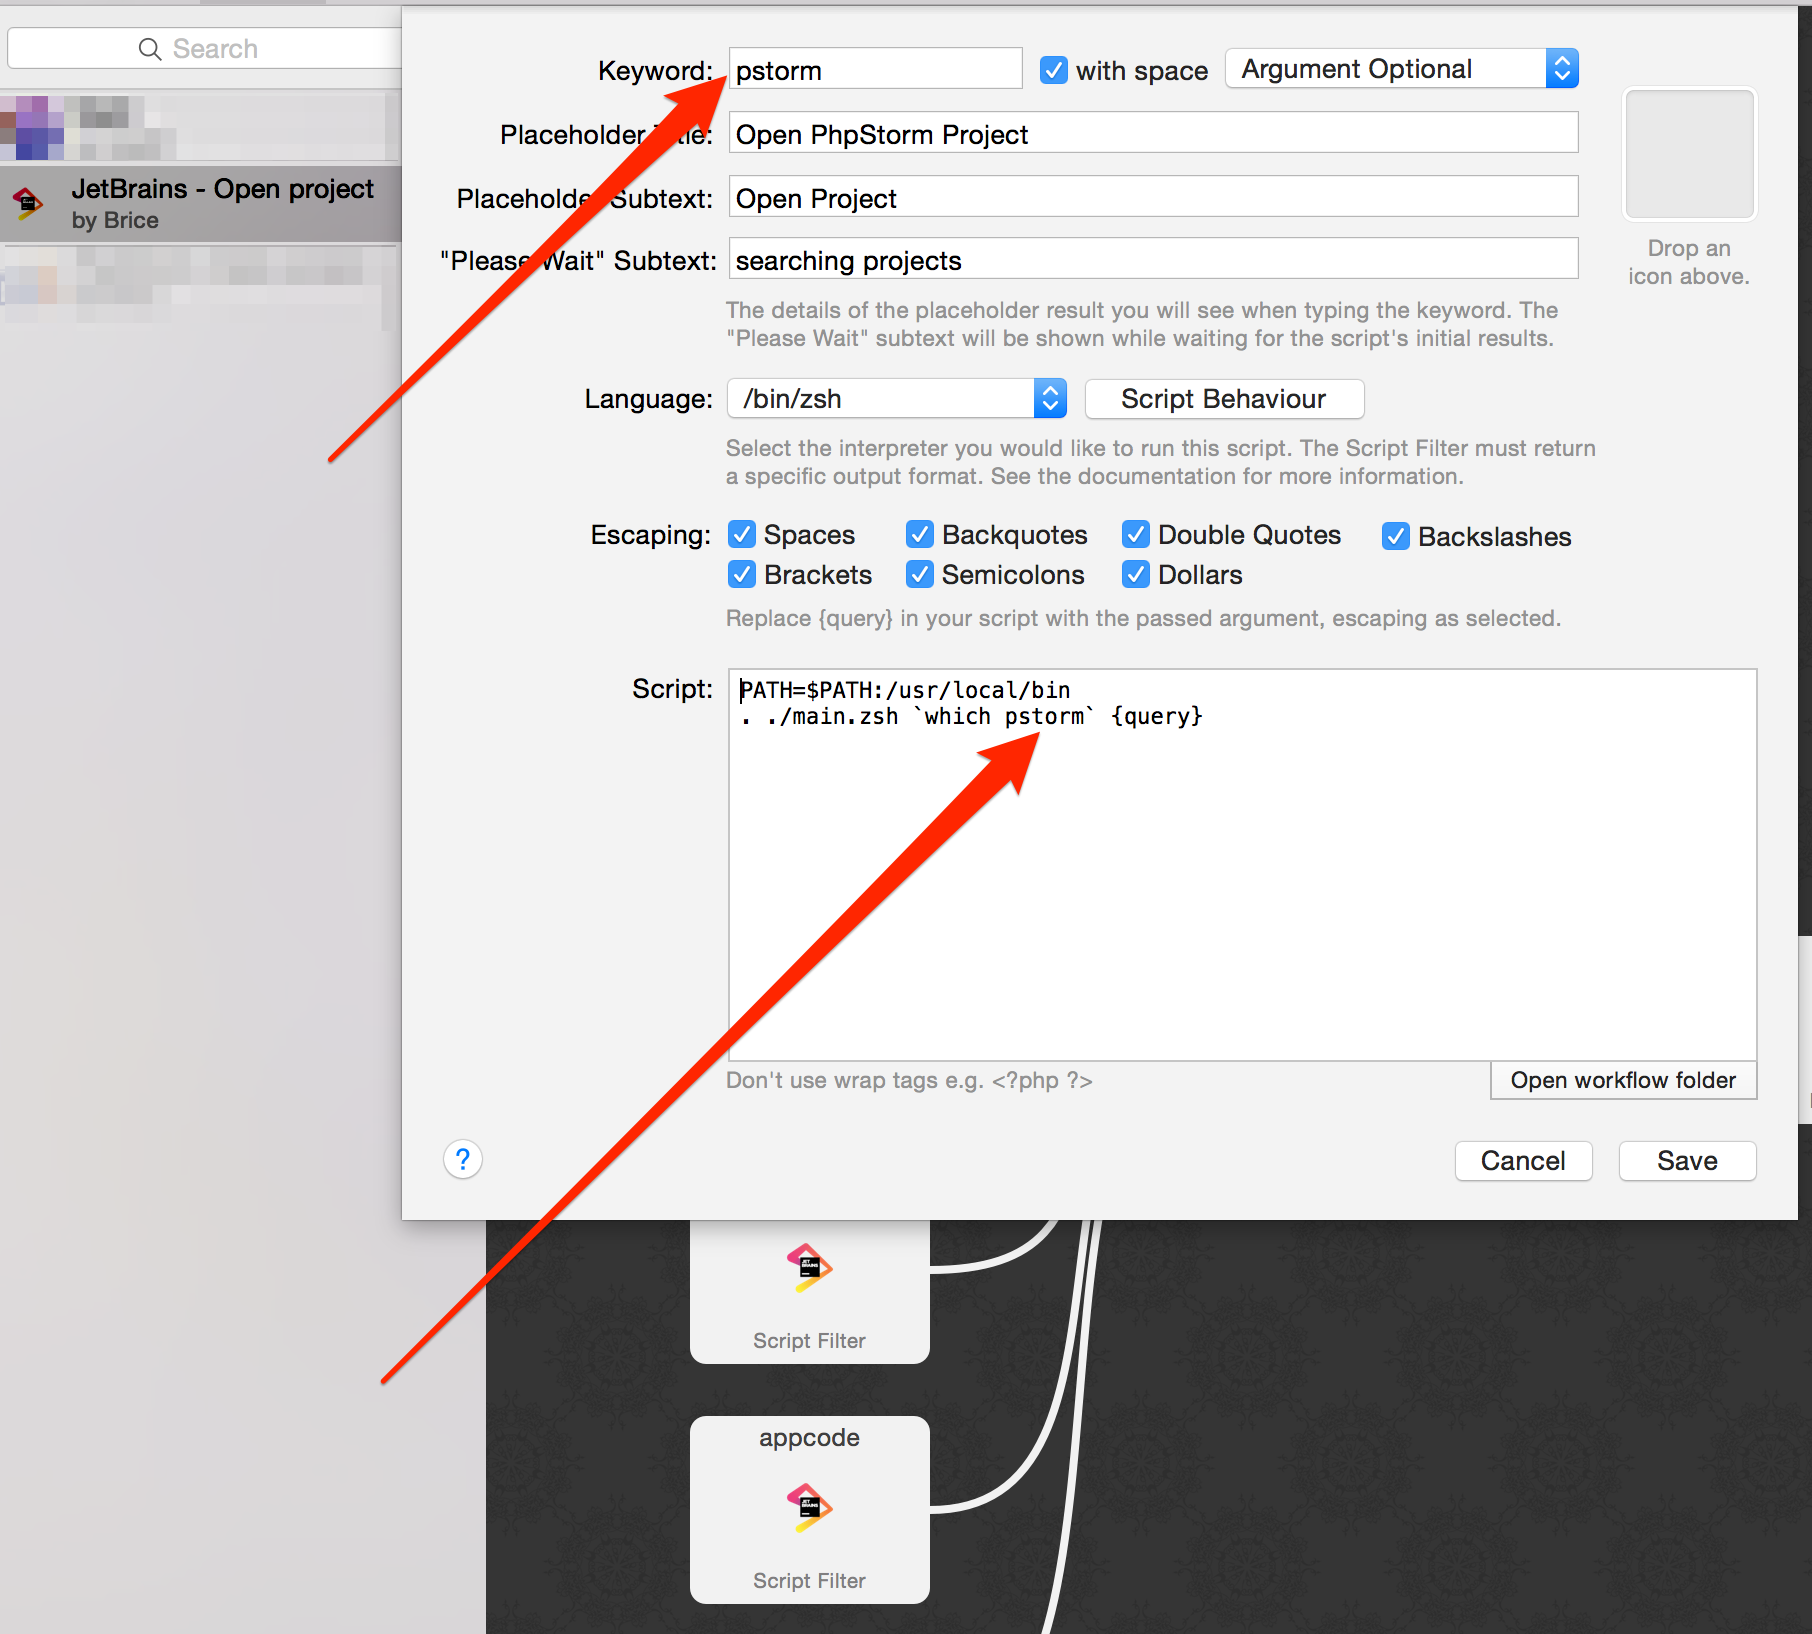 Search
JetBrains - Open project
by Brice
Keyword: pstorm with space Argument Optional
Placeholder Title: Open PhpStorm Project
Placeholder Subtext: Open Project
"Please Wait" Subtext: searching projects
Drop an
icon above.
The details of the placeholder result you will see when typing the keyword. The
"Please Wait" subtext will be shown while waiting for the script's initial results.
Language: /bin/zsh Script Behaviour
Select the interpreter you would like to run this script. The Script Filter must return
a specific output format. See the documentation for more information.
Escaping: Spaces Backquotes Double Quotes Backslashes
Brackets Semicolons Dollars
Replace {query} in your script with the passed argument, escaping as selected.
Script: PATH=$PATH:/usr/local/bin
. ./main.zsh `which pstorm` {query}
Don't use wrap tags e.g. <?php ?>
Open workflow folder
?
Cancel
Save
JET
BRAINS
Script Filter
appcode
JET
BRAINS
Script Filter